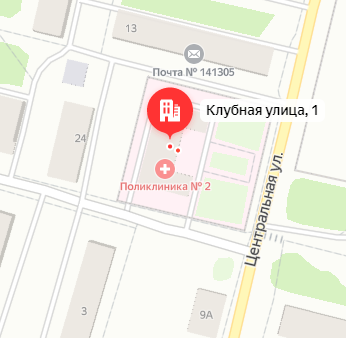 13
Почта № 141305
Клубная улица, 1
24
Поликлиника № 2
Центральная ул.
3
9А